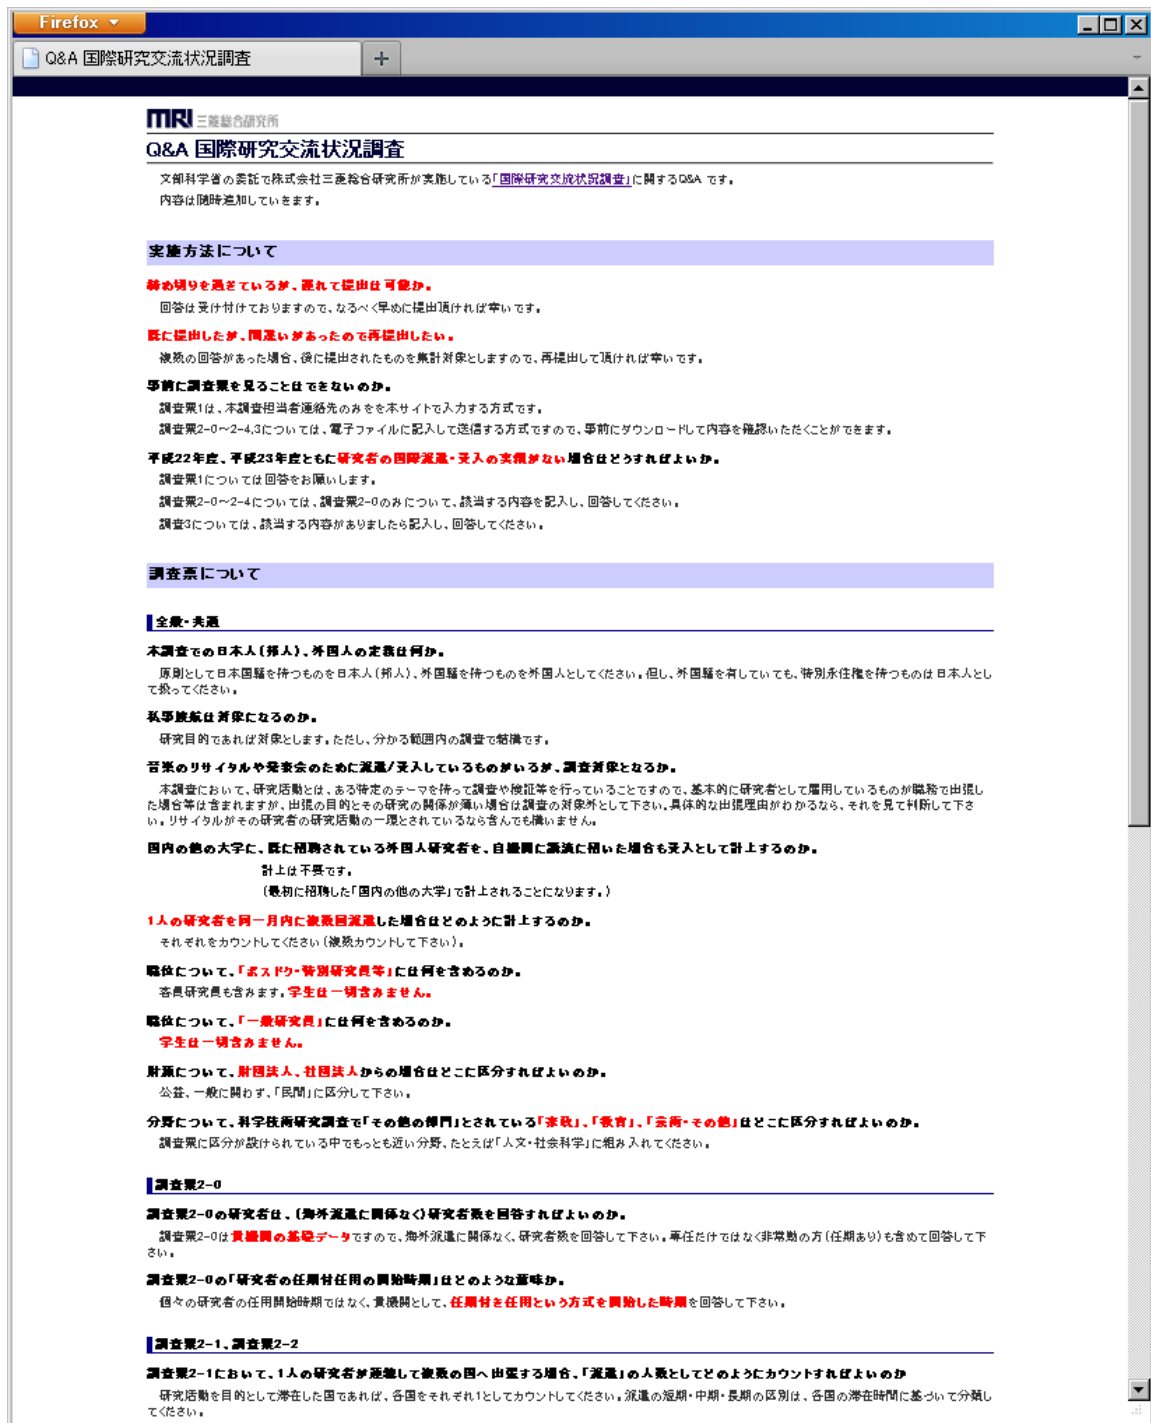 Firefox
Q&A 国際研究交流状況調査
MRI 三菱総合研究所
Q&A 国際研究交流状況調査
文部科学省の委託で株式会社三菱総合研究所が実施している「国際研究交流状況調査」に関するQ&A です。
内容は随時追加していきます。
実施方法について
締め切りを過ぎているが、遅れて提出は可能か。
回答は受け付けておりますので、なるべく早めに提出頂ければ幸いです。
既に提出したが、間違いがあったので再提出したい。
複数の回答があった場合、後に提出されたものを集計対象としますので、再提出して頂ければ幸いです。
事前に調査票を見ることはできないのか。
調査票1は、本調査担当者連絡先のみをを本サイトで入力する方式です。
調査票2-0～2-4,3については、電子ファイルに記入して送信する方式ですので、事前にダウンロードして内容を確認いただくことができます。
平成22年度、平成23年度ともに研究者の国際派遣・受入の実績がない場合はどうすればよいか。
調査票1については回答をお願いします。
調査票2-0～2-4については、調査票2-0のみについて、該当する内容を記入し、回答してください。
調査3については、該当する内容がありましたら記入し、回答してください。
調査票について
全般・共通
本調査での日本人(邦人)、外国人の定義は何か。
原則として日本国籍を持つものを日本人(邦人)、外国籍を持つものを外国人としてください。但し、外国籍を有していても、特別永住権を持つものは日本人とし
て扱ってください。
私事渡航は対象になるのか。
研究目的であれば対象とします。ただし、分かる範囲内の調査で結構です。
音楽のリサイタルや発表会のために派遣/受入しているものがいるが、調査対象となるか。
本調査において、研究活動とは、ある特定のテーマを持って調査や検証等を行っていることですので、基本的に研究者として雇用しているものが職務で出張し
た場合等は含まれますが、出張の目的とその研究の関係が薄い場合は調査の対象外として下さい。具体的な出張理由がわかるなら、それを見て判断して下さ
い。リサイタルがその研究者の研究活動の一環とされているなら含んでも構いません。
国内の他の大学に、既に招聘されている外国人研究者を、自機関に講演に招いた場合も受入として計上するのか。
計上は不要です。
(最初に招聘した「国内の他の大学」で計上されることになります。)
1人の研究者を同一月内に複数回派遣した場合はどのように計上するのか。
それぞれをカウントしてください(複数カウントして下さい)。
職位について、「ポスドク・特別研究員等」には何を含めるのか。
客員研究員も含みます。学生は一切含みません。
職位について、「一般研究員」には何を含めるのか。
学生は一切含みません。
財源について、財団法人、社団法人からの場合はどこに区分すればよいのか。
公益、一般に関わず、「民間」に区分して下さい。
分野について、科学技術研究調査で「その他の部門」とされている「家政」、「教育」、「芸術・その他」はどこに区分すればよいのか。
調査票に区分が設けられている中でもっとも近い分野、たとえば「人文・社会科学」に組み入れてください。
調査票2-0
調査票2-0の研究者は、(海外派遣に関係なく)研究者数を回答すればよいのか。
調査票2-0は貴機関の基礎データですので、海外派遣に関係なく、研究者数を回答して下さい。専任だけではなく非常勤の方(任期あり)も含めて回答して下
さい。
調査票2-0の「研究者の任期付任用の開始時期」はどのような意味か。
個々の研究者の任用開始時期ではなく、貴機関として、任期付き任用という方式を開始した時期を回答して下さい。
調査票2-1、調査票2-2
調査票2-1において、1人の研究者が連続して複数の国へ出張する場合、「派遣」の人数としてどのようにカウントすればよいのか
研究活動を目的として滞在した国であれば、各国をそれぞれ1としてカウントしてください。派遣の短期・中期・長期の区別は、各国の滞在時間に基づいて分類し
てください。